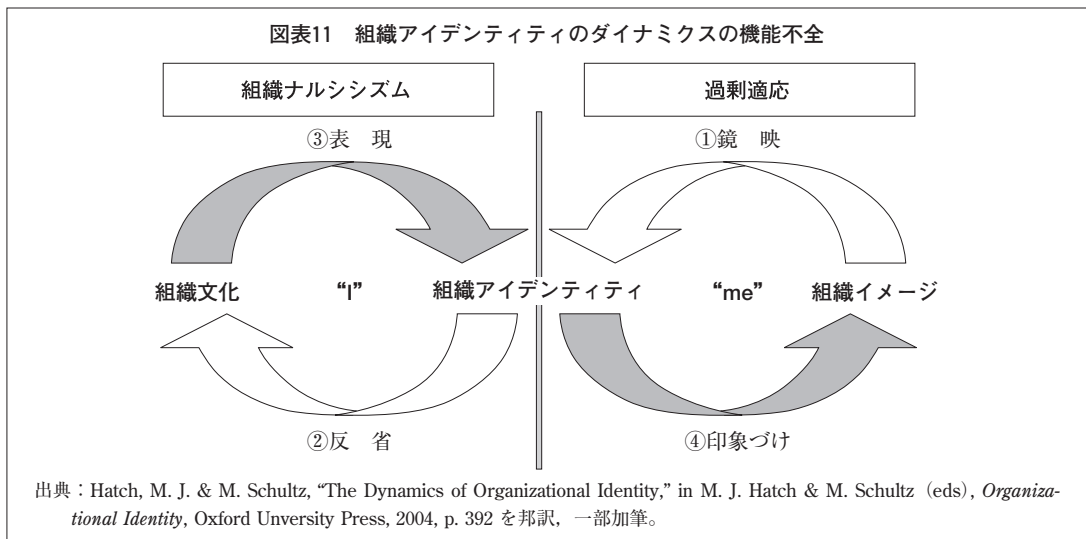 図表11　組織アイデンティティのダイナミクスの機能不全
組織ナルシシズム
過剰適応
③表　現
①鏡　映
組織文化
“I”
組織アイデンティティ
“me”
組織イメージ
②反　省
④印象づけ
出典：Hatch, M. J. & M. Schultz, “The Dynamics of Organizational Identity,” in M. J. Hatch & M. Schultz（eds）, Organiza-
tional Identity, Oxford Unversity Press, 2004, p. 392 を邦訳，一部加筆。